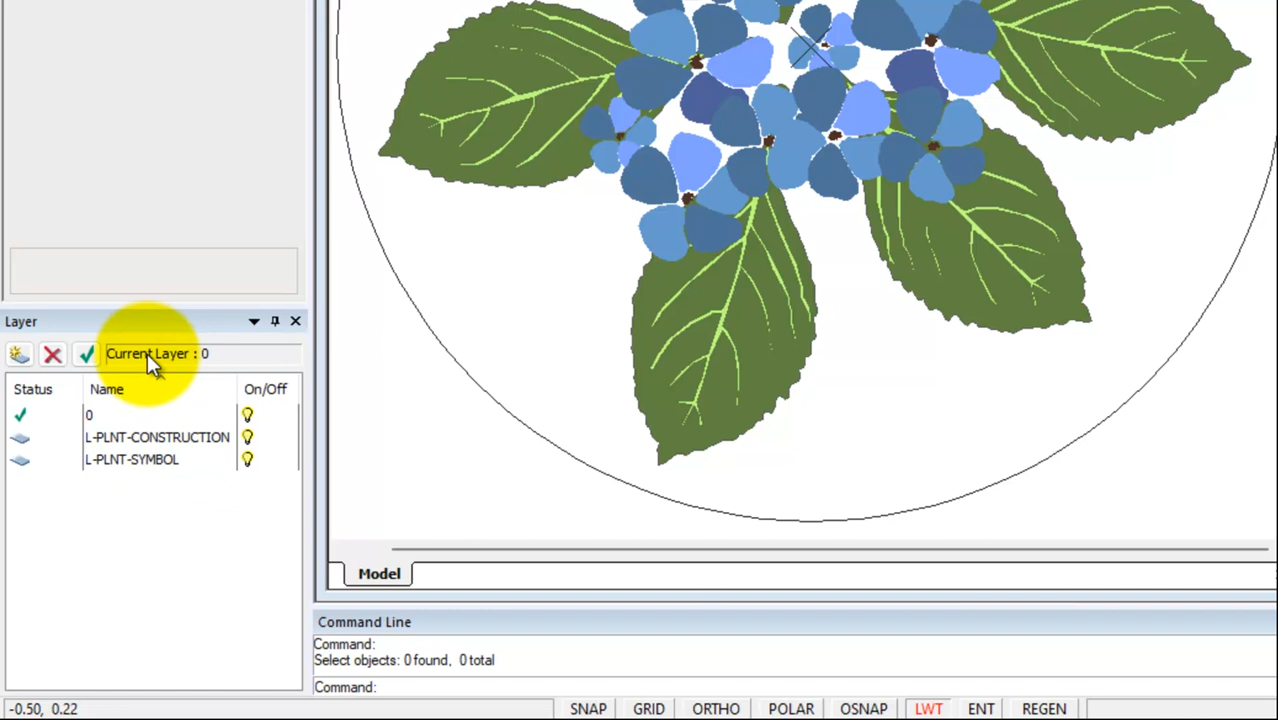 Layer
Current Layer : 0
Status Name On/Off
0
L-PLNT-CONSTRUCTION
L-PLNT-SYMBOL
Model
Command Line
Command:
Select objects: 0 found, 0 total
Command:
-0.50, 0.22 SNAP GRID ORTHO POLAR OSNAP LWT ENT REGEN